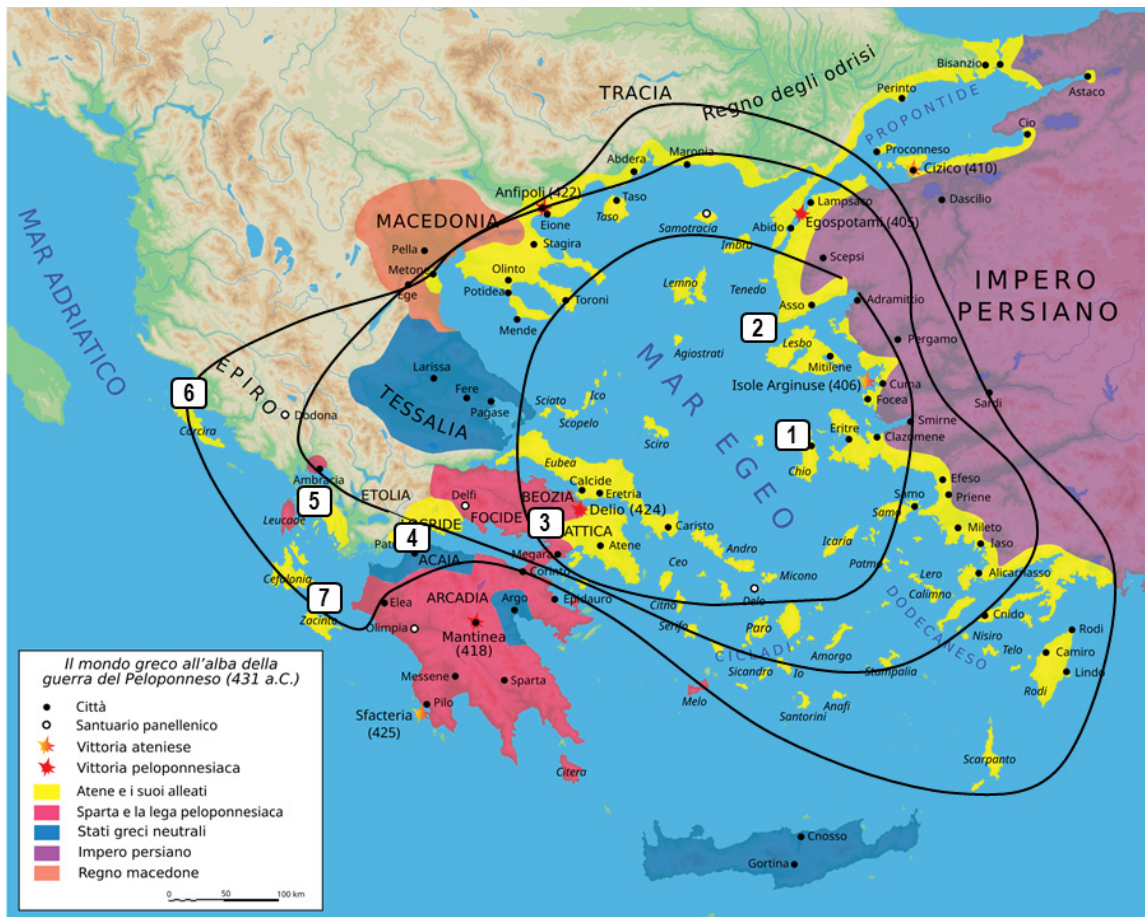 Bisanzio
Astaco
Perinto
PROPONTIDE
Regno degli odrisi
TRACIA
Cio
Proconneso
Cizico (410)
Maronia
Abdera
Anfipoli (422)
Taso
Taso
Eione
Lampsaco
Dascilio
Egospotami (405)
Abido
Samotracia
Imbro
MACEDONIA
Pella
Stagira
Scepsi
Metone
Ege
Olinto
Potidea
Toroni
Lemno
Tenedo
Asso
Adramittio
IMPERO
PERSIANO
MAR ADRIATICO
Mende
2
Pergamo
Agiostrati
Lesbo
Mitilene
MAR EGEO
Larissa
Fere
Pagase
TESSALIA
EPIRO
6
Dodona
Corcira
Isole Arginuse (406)
Cuma
Focea
Sardi
Smirne
Sciato
Ico
Scopelo
Sciro
1
Eritre
Clazomene
Chio
Eubea
Ambracia
ETOLIA
Delfi
BEOZIA
Calcide
Eretria
Efeso
Priene
5
Leucade
LOCRIDE
FOCIDE
3
Delio (424)
Samo
Samo
4
ATTICA
Caristo
Mileto
Iaso
ACAIA
Megara
Atene
Andro
Icaria
Patmo
Corinto
Ceo
Micono
Lero
Alicarnasso
Cefalonia
7
Zacinto
Elea
ARCADIA
Argo
Epidauro
Citno
Delo
Calimno
DODECANESO
Olimpia
Mantinea
(418)
Serifo
Paro
Cnido
Nisiro
Rodi
CICLADI
Amorgo
Telo
Camiro
Messene
Sparta
Sicandro
Io
Stampalia
Lindo
Melo
Rodi
Pilo
Sfacteria
(425)
Santorini
Anafi
Citera
Scarpanto
Cnosso
Gortina
Il mondo greco all’alba della
guerra del Peloponneso (431 a.C.)
Città
Santuario panellenico
Vittoria ateniese
Vittoria peloponnesiaca
Atene e i suoi alleati
Sparta e la lega peloponnesiaca
Stati greci neutrali
Impero persiano
Regno macedone
0 50 100 km